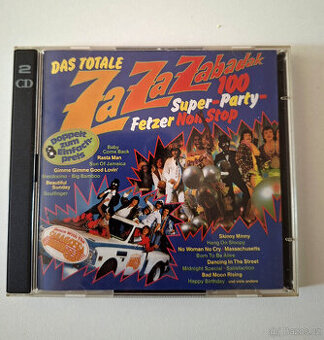 2
CD
DAS TOTALE
ZaZaZabadak
100
Super-Party-
Fetzer Non Stop
Doppelt zum
Einfach-
Preis
Baby
Come Back
Rasta Man
Son Of Jamaica
Gimme Gimme Good Lovin'
Big Bamboo
Beautiful
Sunday
Skinny Minny
Hang On Sloopy
No Woman No Cry · Massachusetts
Born To Be Alive
Dancing In The Street
Midnight Special · Satisfaction
Bad Moon Rising
Happy Birthday und viele andere